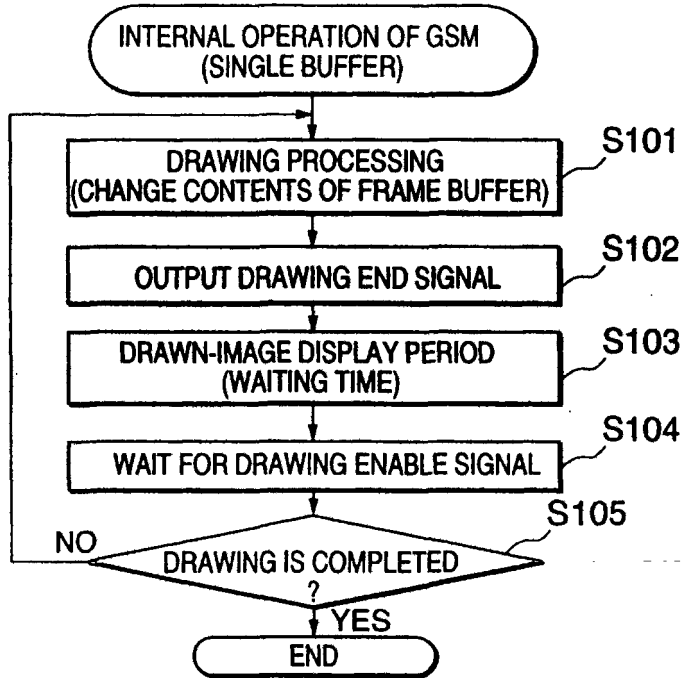 INTERNAL OPERATION OF GSM
(SINGLE BUFFER)
S101
DRAWING PROCESSING
(CHANGE CONTENTS OF FRAME BUFFER)
S102
OUTPUT DRAWING END SIGNAL
S103
DRAWN-IMAGE DISPLAY PERIOD
(WAITING TIME)
S104
WAIT FOR DRAWING ENABLE SIGNAL
S105
NO
DRAWING IS COMPLETED
?
YES
END